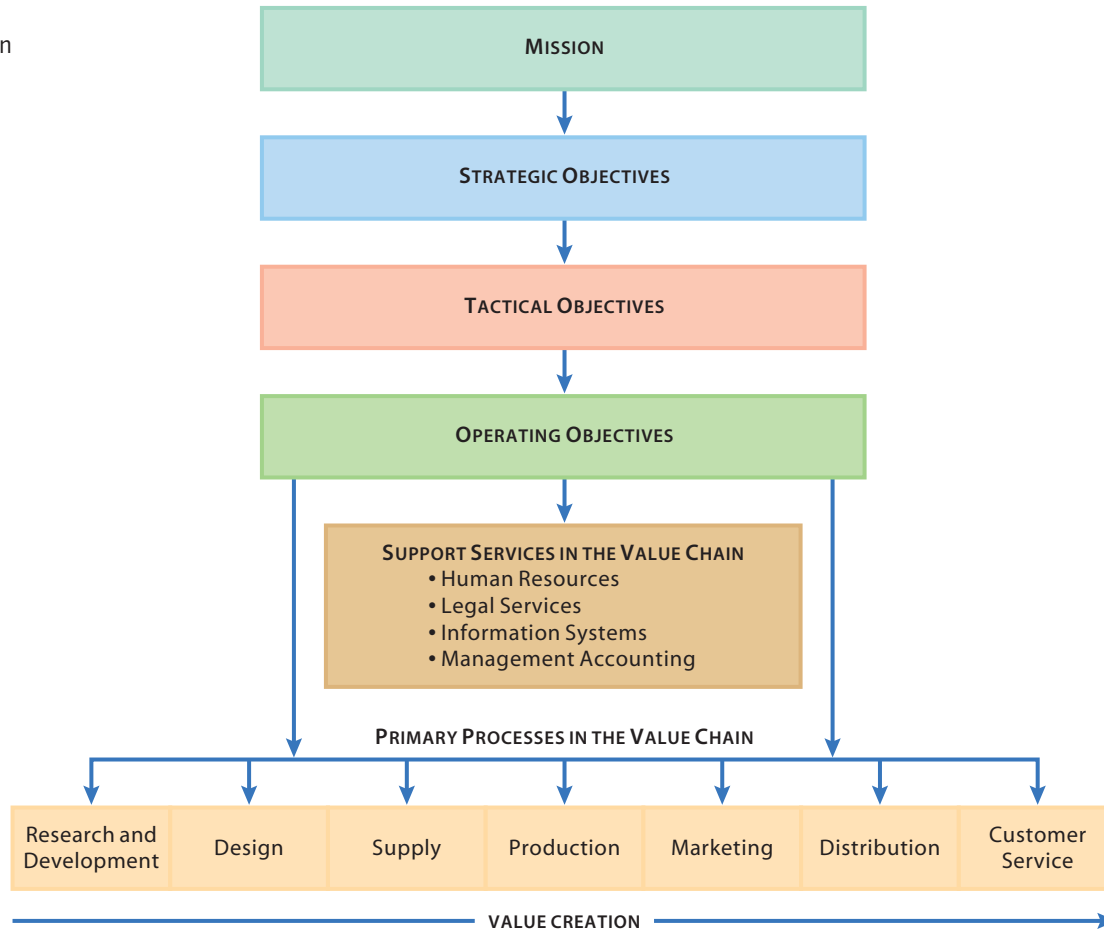 n
MISSION
STRATEGIC OBJECTIVES
TACTICAL OBJECTIVES
OPERATING OBJECTIVES
SUPPORT SERVICES IN THE VALUE CHAIN
• Human Resources
• Legal Services
• Information Systems
• Management Accounting
PRIMARY PROCESSES IN THE VALUE CHAIN
Research and
Development
Design
Supply
Production
Marketing
Distribution
Customer
Service
VALUE CREATION